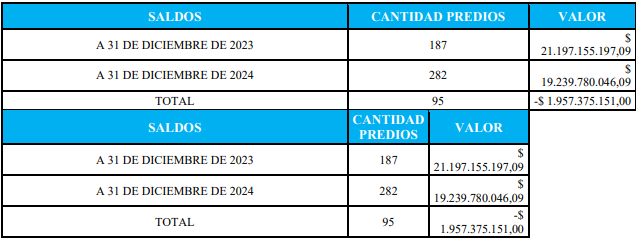 SALDOS CANTIDAD PREDIOS VALOR
A 31 DE DICIEMBRE DE 2023 187 $ 21.197.155.197,09
A 31 DE DICIEMBRE DE 2024 282 $ 19.239.780.046,09
TOTAL 95 -$ 1.957.375.151,00
SALDOS CANTIDAD PREDIOS VALOR
A 31 DE DICIEMBRE DE 2023 187 $ 21.197.155.197,09
A 31 DE DICIEMBRE DE 2024 282 $ 19.239.780.046,09
TOTAL 95 -$ 1.957.375.151,00